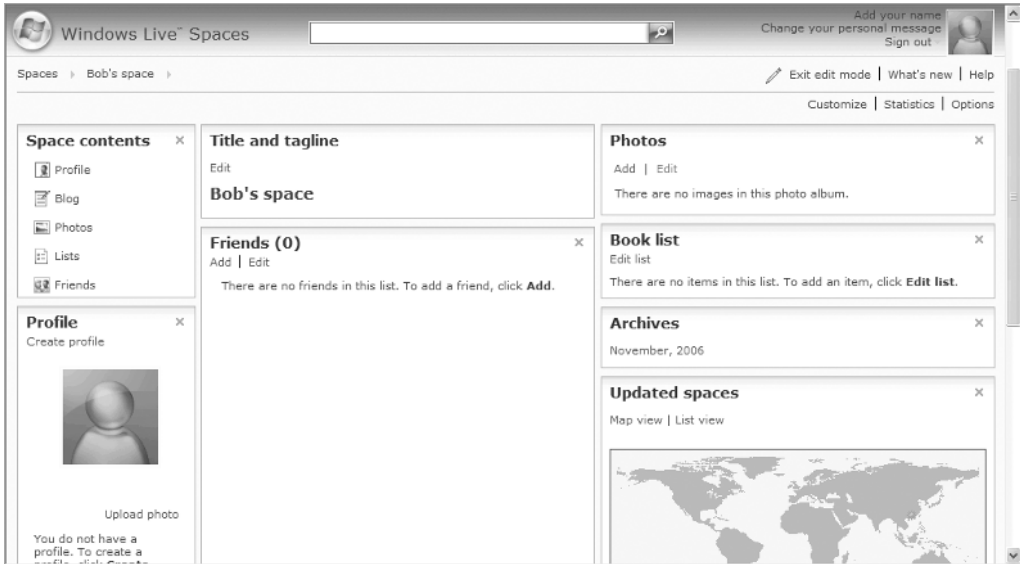 Windows Live™ Spaces
Add your name
Change your personal message
Sign out
Spaces
Bob's space
Exit edit mode | What's new | Help
Customize | Statistics | Options
Space contents
Profile
Blog
Photos
Lists
Friends
Profile
Create profile
Upload photo
You do not have a
profile. To create a
profile, click Create
Title and tagline
Edit
Bob's space
Friends (0)
Add | Edit
There are no friends in this list. To add a friend, click Add.
Photos
Add | Edit
There are no images in this photo album.
Book list
Edit list
There are no items in this list. To add an item, click Edit list.
Archives
November, 2006
Updated spaces
Map view | List view